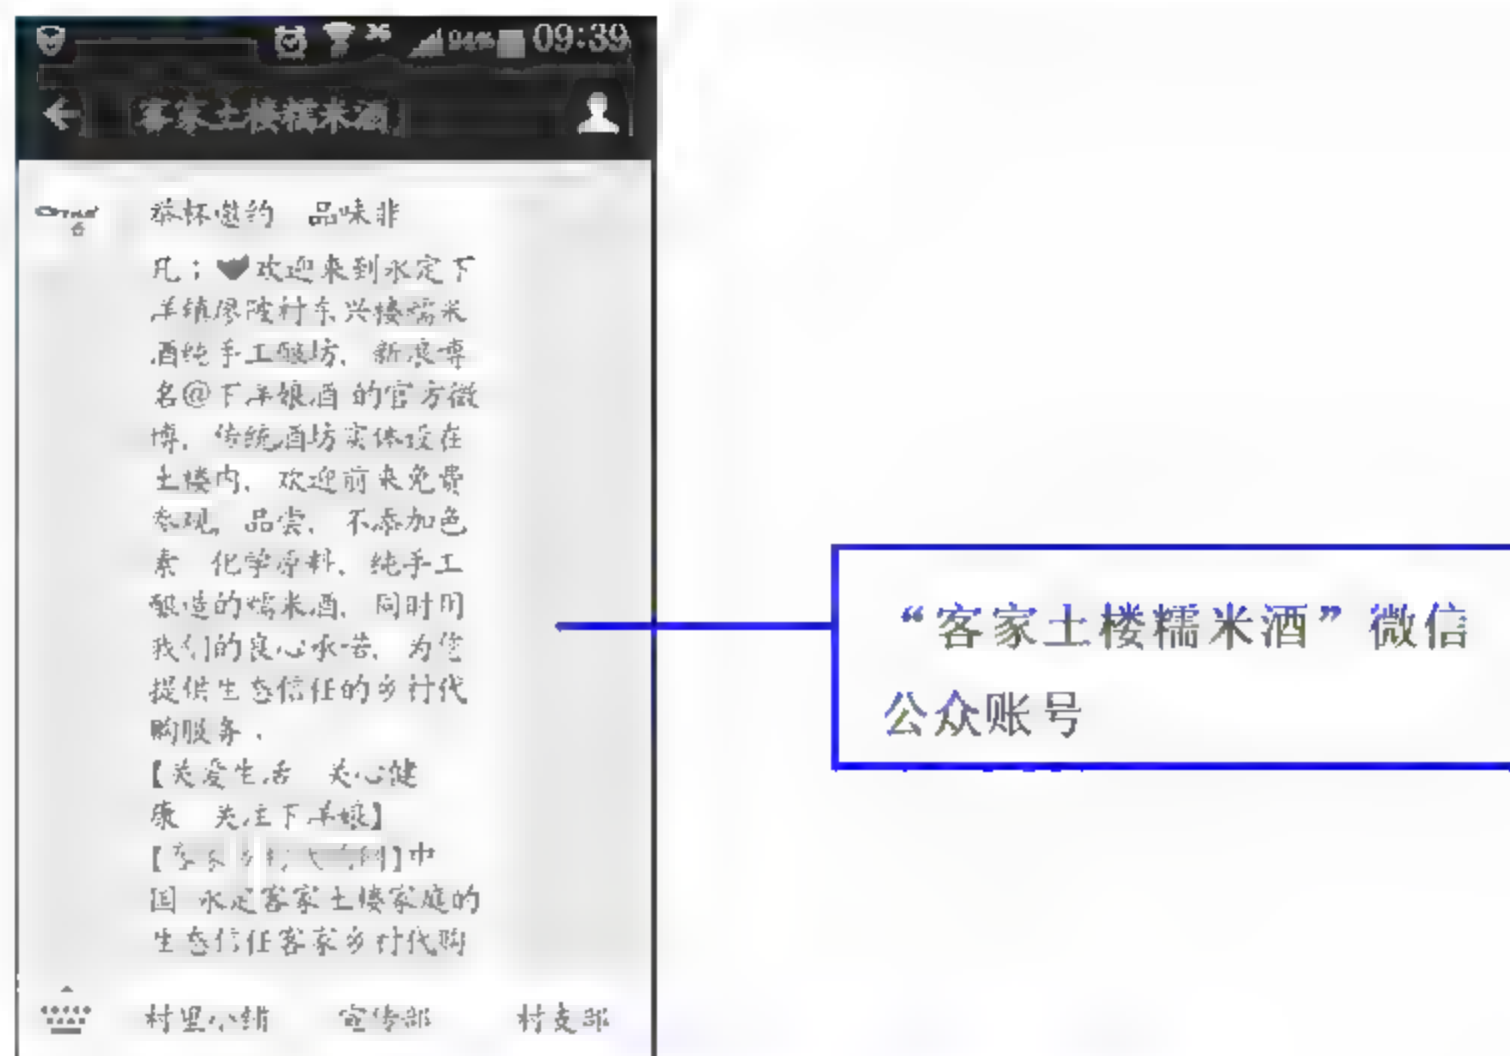 94% 09:39
客家土楼糯米酒
举杯邀约 品味非
凡;❤欢迎来到永定下
洋镇廖陂村东兴楼糯米
酒纯手工酿坊,新浪博
名@下洋娘酒 的官方微
博,传统酒坊实体设在
土楼内,欢迎前来免费
参观,品尝,不添加色
素 化学原料,纯手工
酿造的糯米酒,同时用
我们的良心承诺,为您
提供生态信任的乡村代
购服务.
【关爱生活 关心健
康 关注下洋娘】
中
国 永定客家土楼家庭的
生态信任客家乡村代购
村里小铺 宣传部 村支部
“客家土楼糯米酒”微信
公众账号